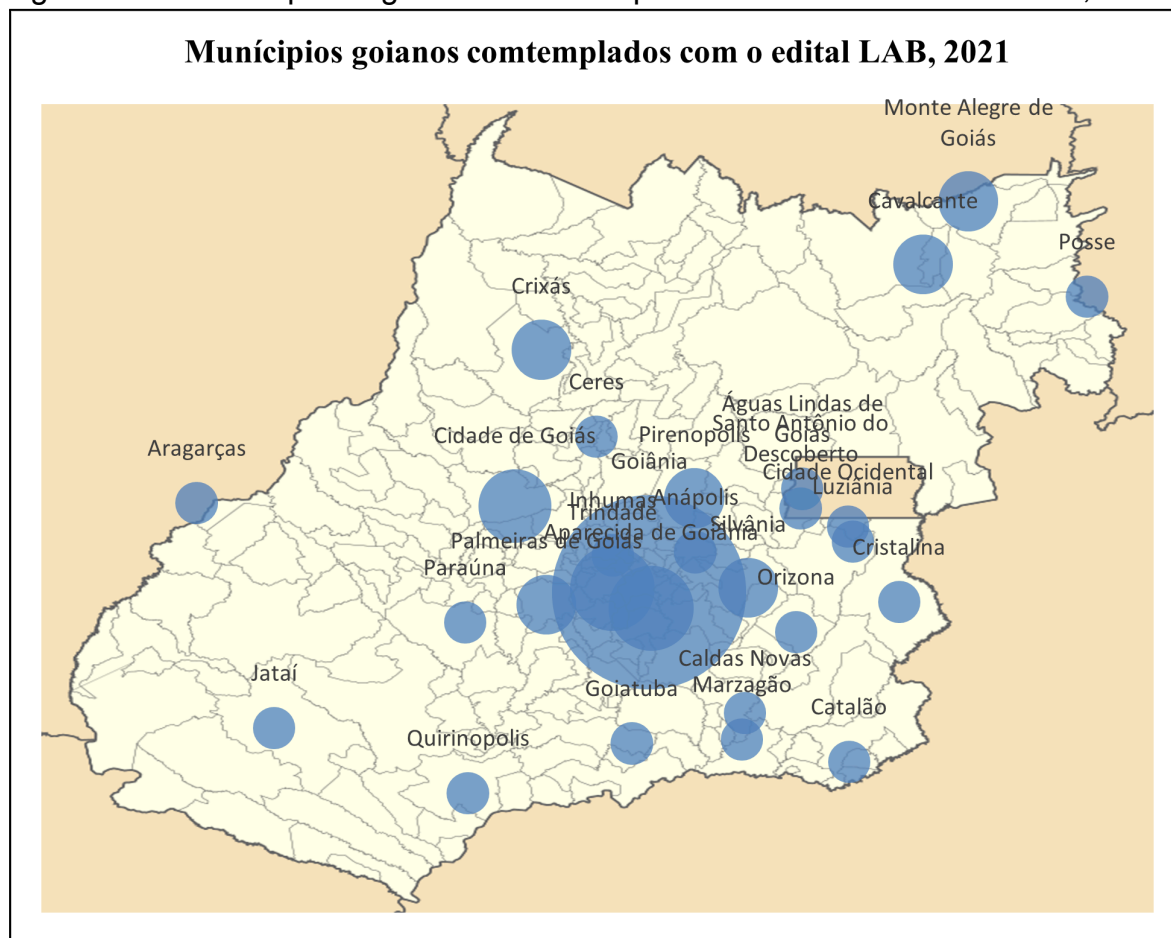 Munícipios goianos comtemplados com o edital LAB, 2021
Monte Alegre de
Goiás
Cavalcante
Posse
Crixás
Ceres
Águas Lindas de
Goiás
Santo Antônio do
Descoberto
Cidade de Goiás
Pirenopolis
Goiânia
Aragarças
Cidade Ocidental
Luziânia
Inhumas
Anápolis
Trindade
Silvânia
Aparecida de Goiânia
Palmeiras de Goiás
Cristalina
Paraúna
Orizona
Caldas Novas
Jataí
Goiatuba
Marzagão
Catalão
Quirinopolis